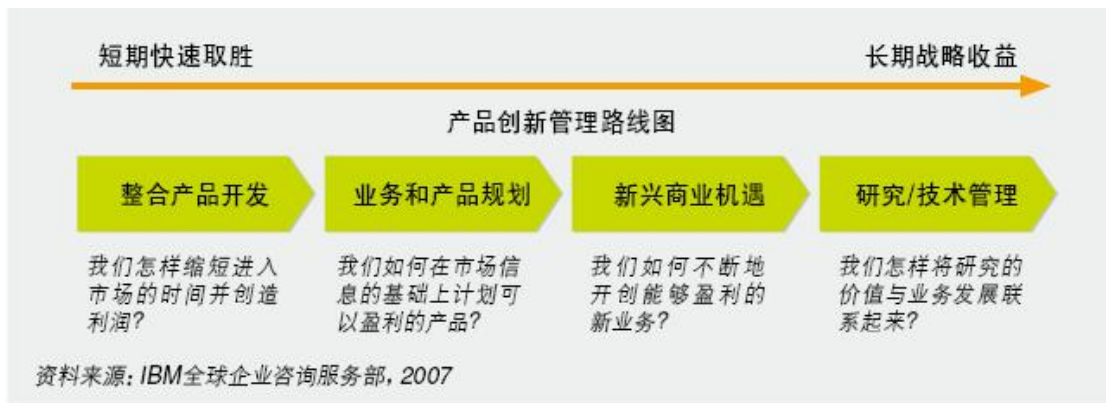 短期快速取胜
长期战略收益
产品创新管理路线图
整合产品开发
业务和产品规划
新兴商业机遇
研究/技术管理
我们怎样缩短进入
市场的时间并创造
利润?
我们如何在市场信
息的基础上计划可
以盈利的产品?
我们如何不断地
开创能够盈利的
新业务?
我们怎样将研究的
价值与业务发展联
系起来?
资料来源: IBM全球企业咨询服务部, 2007